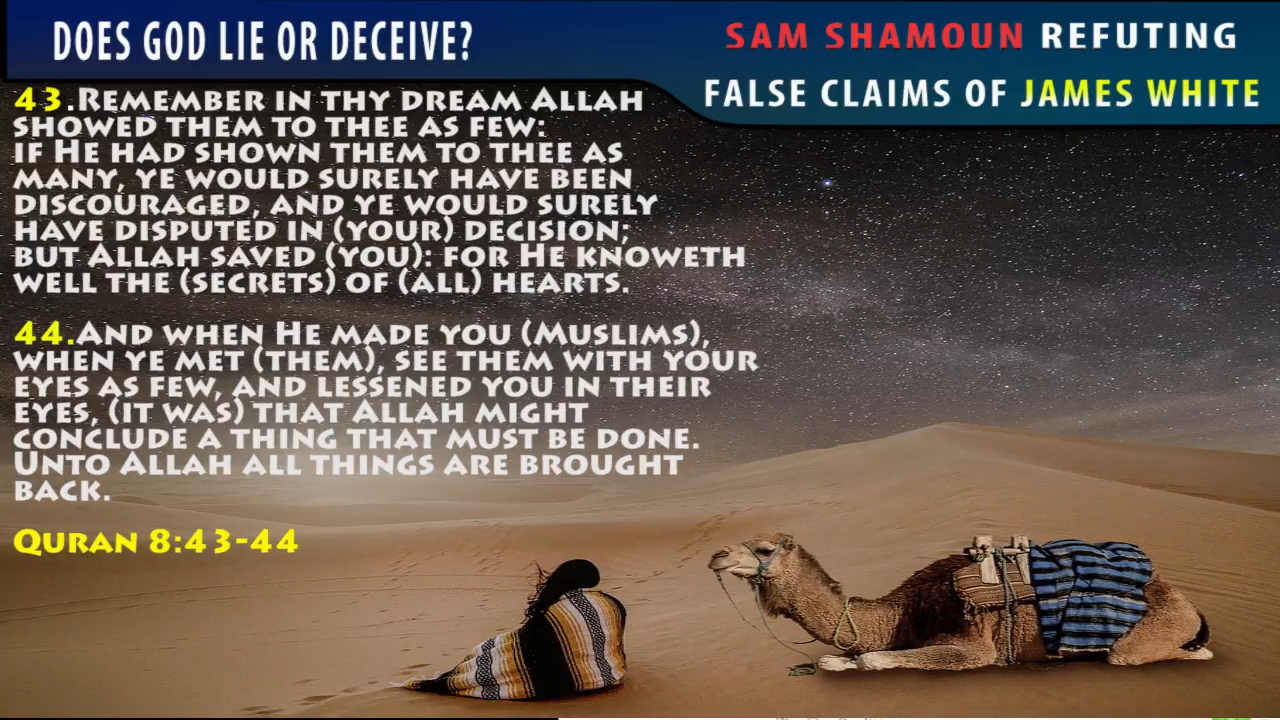 DOES GOD LIE OR DECEIVE?
SAM SHAMOUN REFUTING
FALSE CLAIMS OF JAMES WHITE
43.REMEMBER IN THY DREAM ALLAH
SHOWED THEM TO THEE AS FEW:
IF HE HAD SHOWN THEM TO THEE AS
MANY, YE WOULD SURELY HAVE BEEN
DISCOURAGED, AND YE WOULD SURELY
HAVE DISPUTED IN (YOUR) DECISION;
BUT ALLAH SAVED (YOU): FOR HE KNOWETH
WELL THE (SECRETS) OF (ALL) HEARTS.
44.AND WHEN HE MADE YOU (MUSLIMS),
WHEN YE MET (THEM), SEE THEM WITH YOUR
EYES AS FEW, AND LESSENED YOU IN THEIR
EYES, (IT WAS) THAT ALLAH MIGHT
CONCLUDE A THING THAT MUST BE DONE.
UNTO ALLAH ALL THINGS ARE BROUGHT
BACK.
QURAN 8:43-44